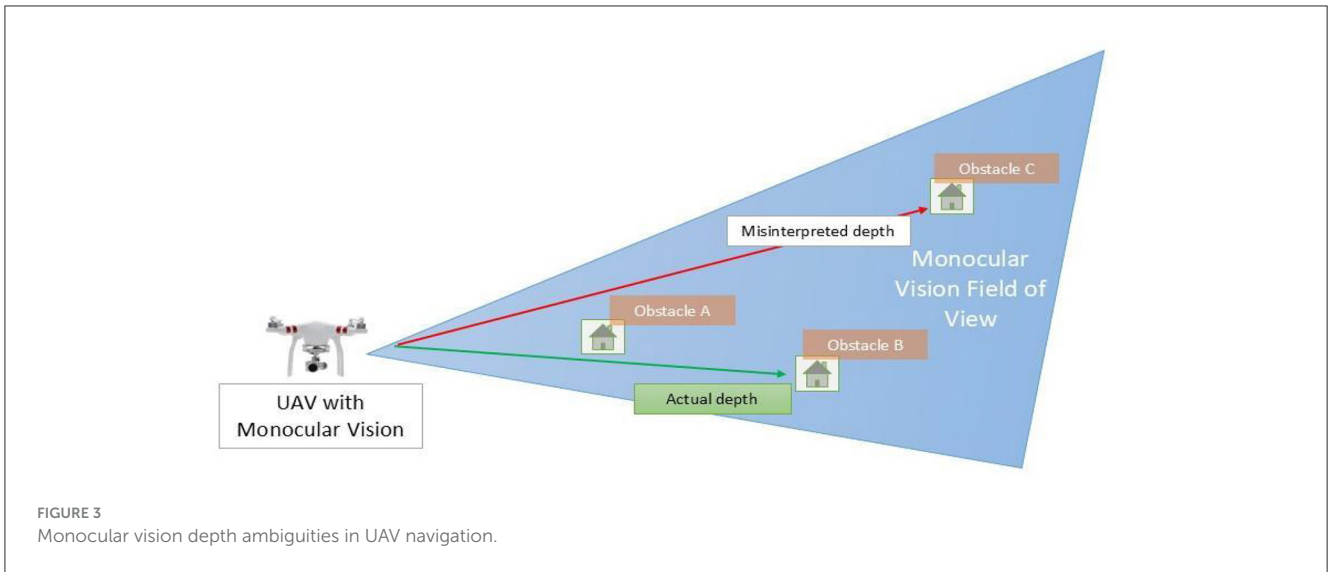 Obstacle C
Misinterpreted depth
Monocular
Vision Field of
View
Obstacle A
Obstacle B
Actual depth
UAV with
Monocular Vision
FIGURE 3
Monocular vision depth ambiguities in UAV navigation.